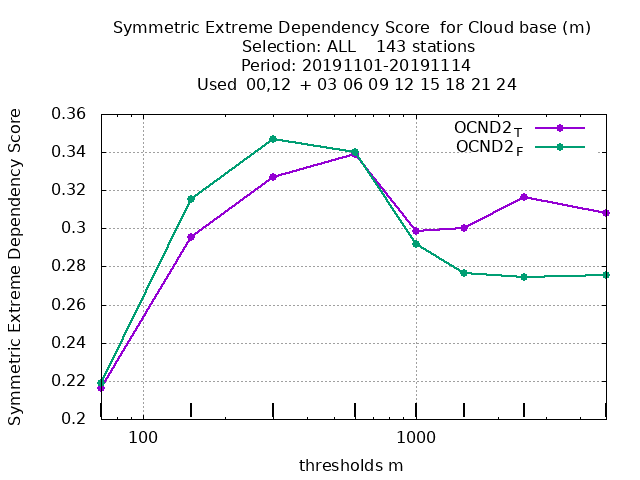 Symmetric Extreme Dependency Score  for Cloud base (m)
Selection: ALL    143 stations
Period: 20191101-20191114
Used  00,12  + 03 06 09 12 15 18 21 24
Symmetric Extreme Dependency Score
0.36
0.34
0.32
0.3
0.28
0.26
0.24
0.22
0.2
OCND2T
OCND2F
100
1000
thresholds m